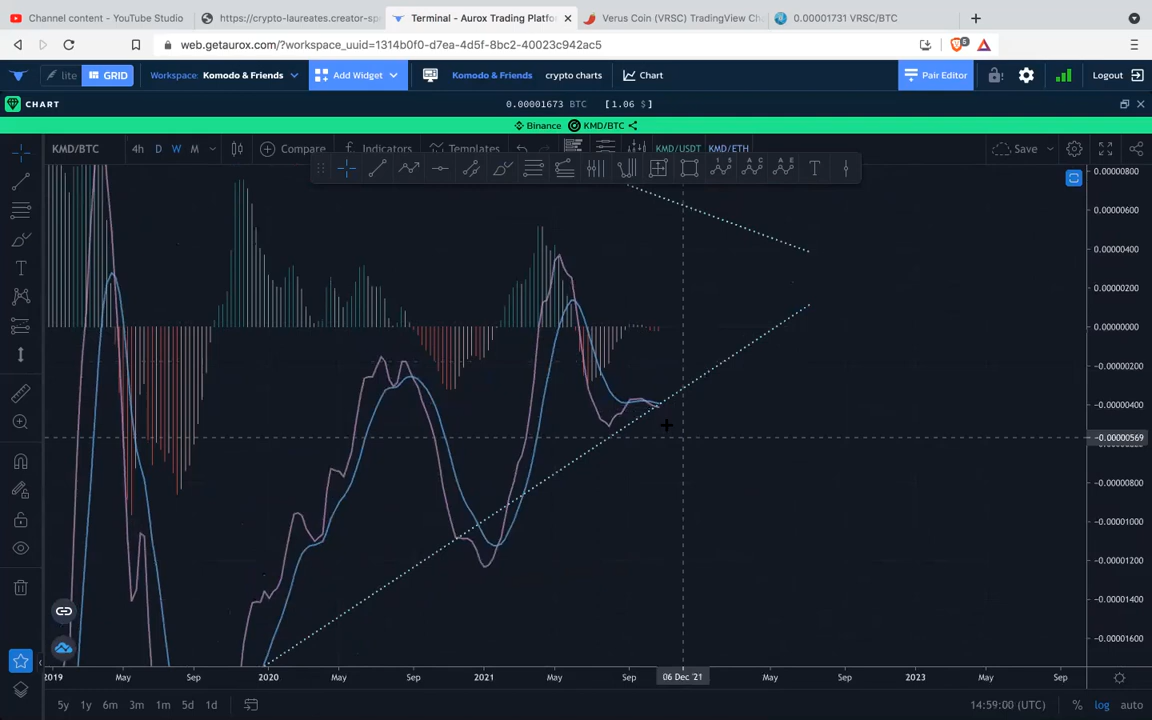 Channel content - YouTube Studio
https://crypto-laureates.creator-sp
Terminal - Aurox Trading Platfo
Verus Coin (VRSC) TradingView Cha
0.00001731 VRSC/BTC
web.getaurox.com/?workspace_uuid=1314b0f0-d7ea-4d5f-8bc2-40023c942ac5
5
lite GRID Workspace: Komodo & Friends Add Widget Komodo & Friends crypto charts Chart Pair Editor Logout
CHART 0.00001673 BTC [1.06 $]
Binance KMD/BTC
KMD/BTC 4h D W M Compare Indicators Templates KMD/USDT KMD/ETH Save
0.00000800
0.00000600
0.00000400
0.00000200
0.00000000
-0.00000200
-0.00000400
-0.00000569
-0.00000800
-0.00001000
-0.00001200
-0.00001400
-0.00001600
2019 May Sep 2020 May Sep 2021 May Sep 06 Dec '21 May Sep 2023
5y 1y 6m 3m 1m 5d 1d 14:59:00 (UTC) % log auto